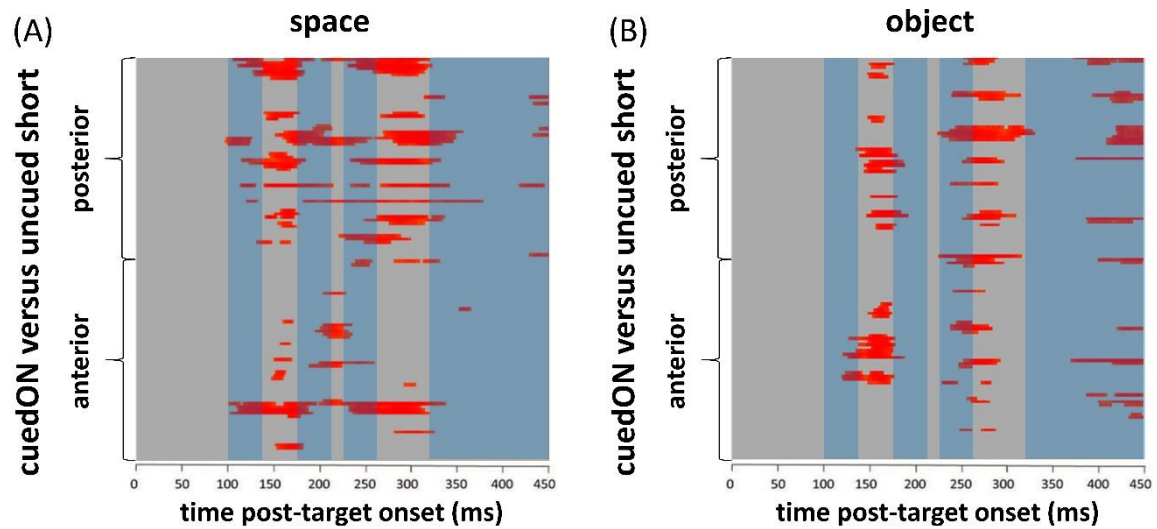 (A)
space
cuedON versus uncued short
posterior
anterior
0 50 100 150 200 250 300 350 400 450
time post-target onset (ms)
(B)
object
cuedON versus uncued short
posterior
anterior
0 50 100 150 200 250 300 350 400 450
time post-target onset (ms)